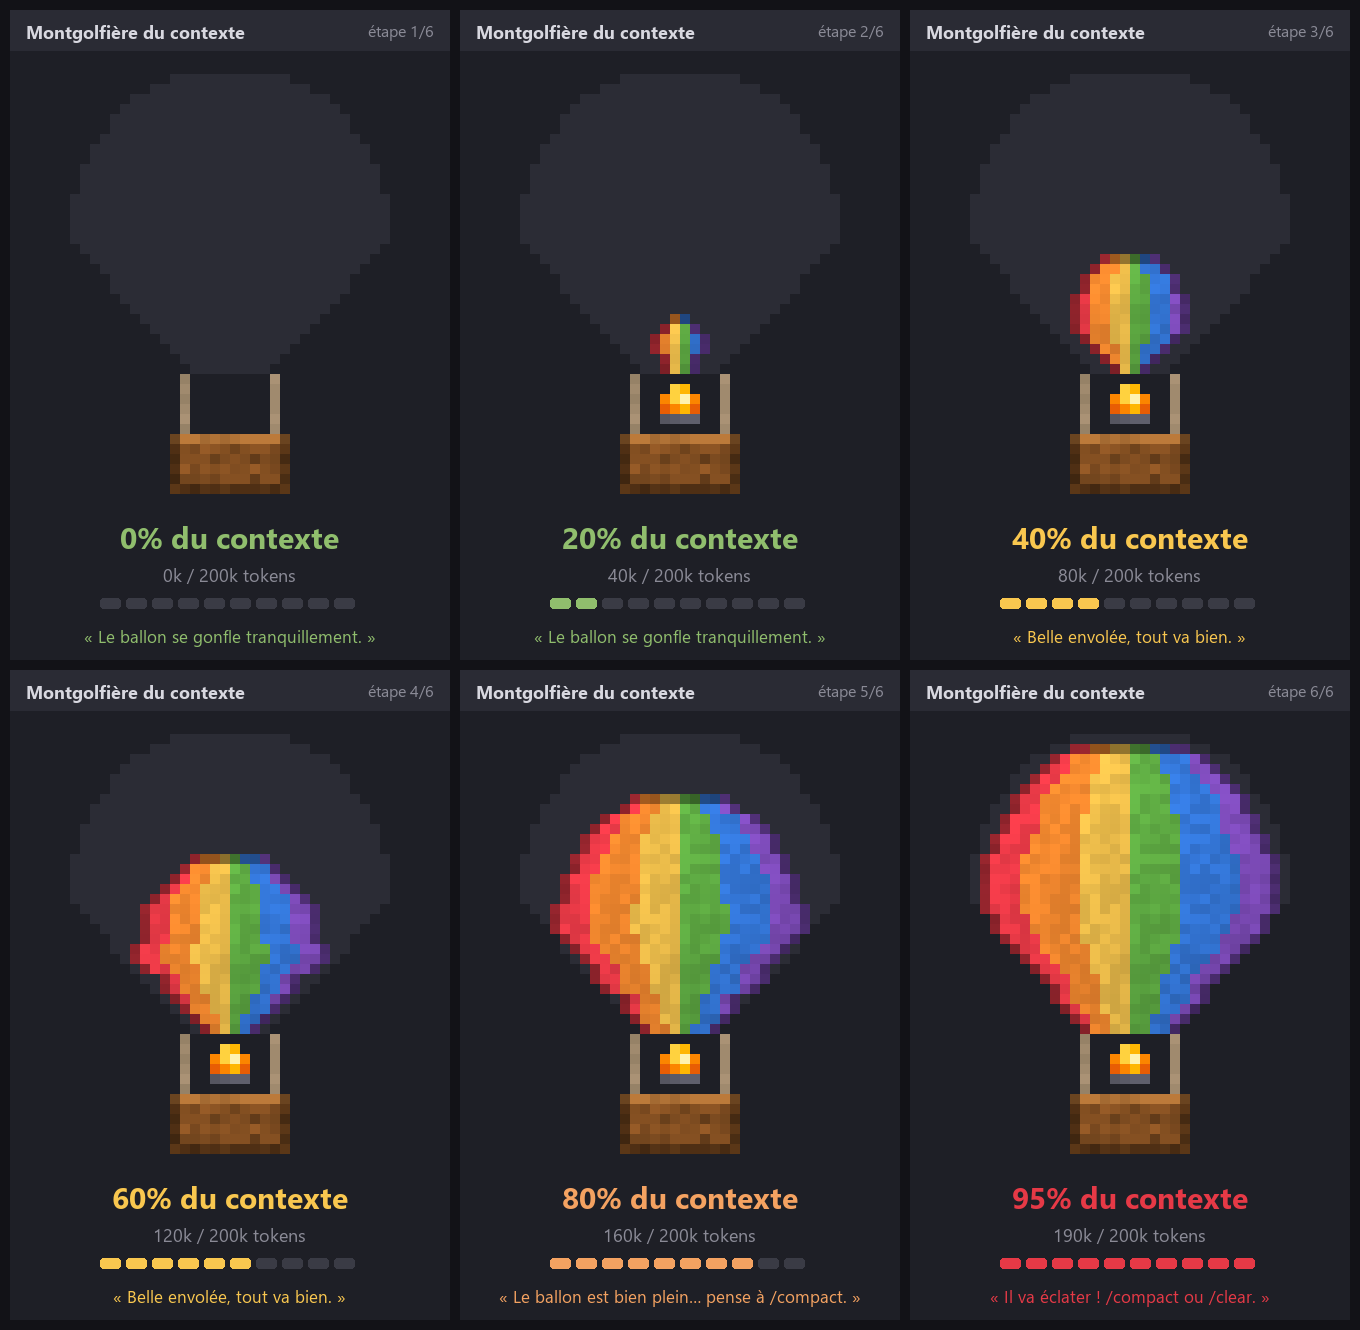 Montgolfière du contexte
étape 1/6
0% du contexte
0k / 200k tokens
« Le ballon se gonfle tranquillement. »
Montgolfière du contexte
étape 2/6
20% du contexte
40k / 200k tokens
« Le ballon se gonfle tranquillement. »
Montgolfière du contexte
étape 3/6
40% du contexte
80k / 200k tokens
« Belle envolée, tout va bien. »
Montgolfière du contexte
étape 4/6
60% du contexte
120k / 200k tokens
« Belle envolée, tout va bien. »
Montgolfière du contexte
étape 5/6
80% du contexte
160k / 200k tokens
« Le ballon est bien plein... pense à /compact. »
Montgolfière du contexte
étape 6/6
95% du contexte
190k / 200k tokens
« Il va éclater ! /compact ou /clear. »